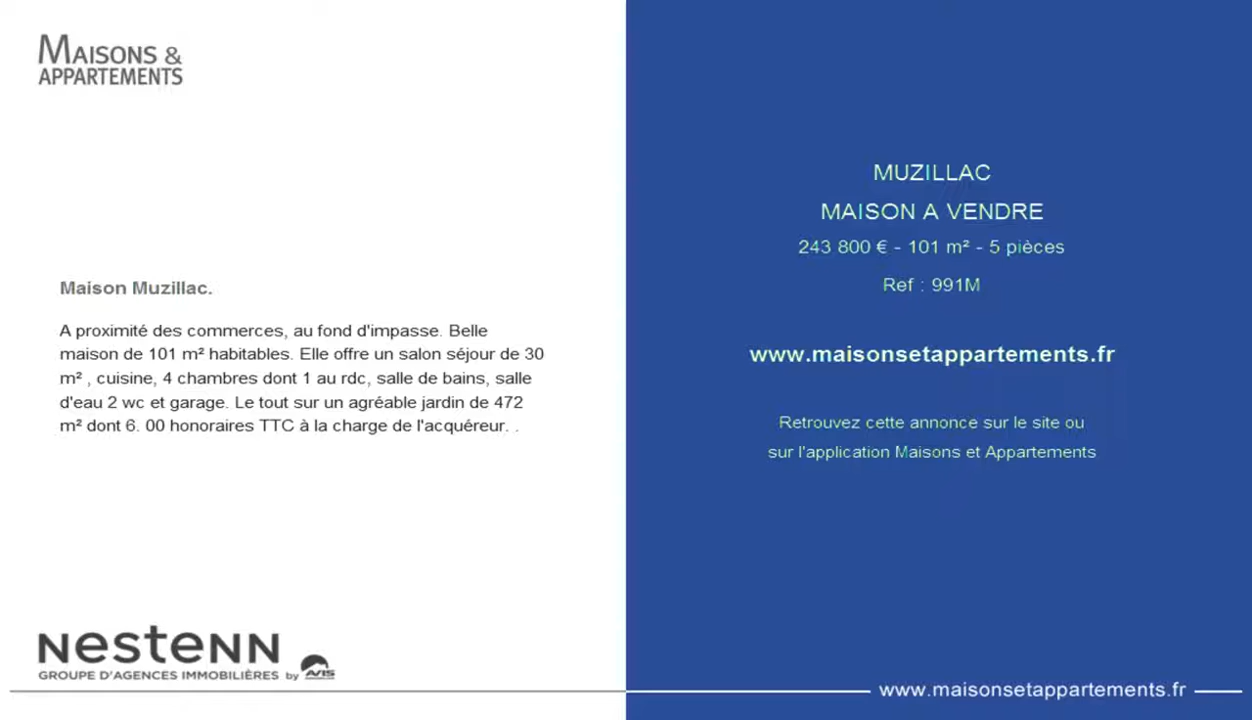 MAISONS &
APPARTEMENTS
Maison Muzillac.
A proximité des commerces, au fond d'impasse. Belle
maison de 101 m² habitables. Elle offre un salon séjour de 30
m² , cuisine, 4 chambres dont 1 au rdc, salle de bains, salle
d'eau 2 wc et garage. Le tout sur un agréable jardin de 472
m² dont 6. 00 honoraires TTC à la charge de l'acquéreur. .
Nestenn
GROUPE D'AGENCES IMMOBILIÈRES by AVIS
MUZILLAC
MAISON A VENDRE
243 800 € - 101 m² - 5 pièces
Ref : 991M
www.maisonsetappartements.fr
Retrouvez cette annonce sur le site ou
sur l'application Maisons et Appartements
www.maisonsetappartements.fr